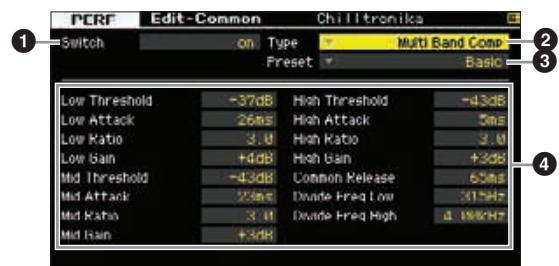 PERF Edit-Common Chilltronika
1 Switch on Type Multi Band Comp 2
Preset Basic 3
Low Threshold -37dB High Threshold -43dB
Low Attack 26ms High Attack 5ms
Low Ratio 3.0 High Ratio 3.0
Low Gain +4dB High Gain +3dB
Mid Threshold -43dB Common Release 65ms
Mid Attack 23ms Divide Freq Low 315Hz
Mid Ratio 3.0 Divide Freq High 4.00kHz
Mid Gain +3dB
4